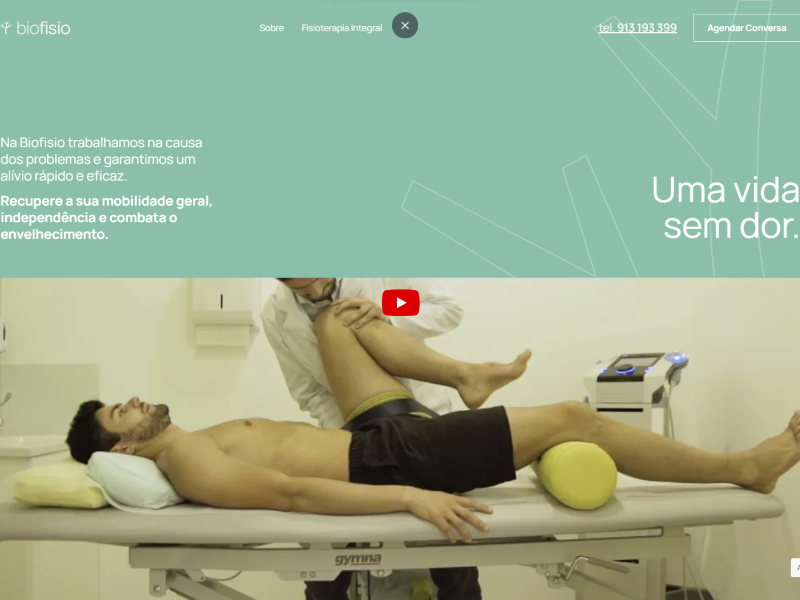 biofisio
Sobre
Fisioterapia Integral
tel. 913 193 399
Agendar Conversa
Na Biofisio trabalhamos na causa
dos problemas e garantimos um
alívio rápido e eficaz.
Recupere a sua mobilidade geral,
independência e combata o
envelhecimento.
Uma vida
sem dor.
gymna